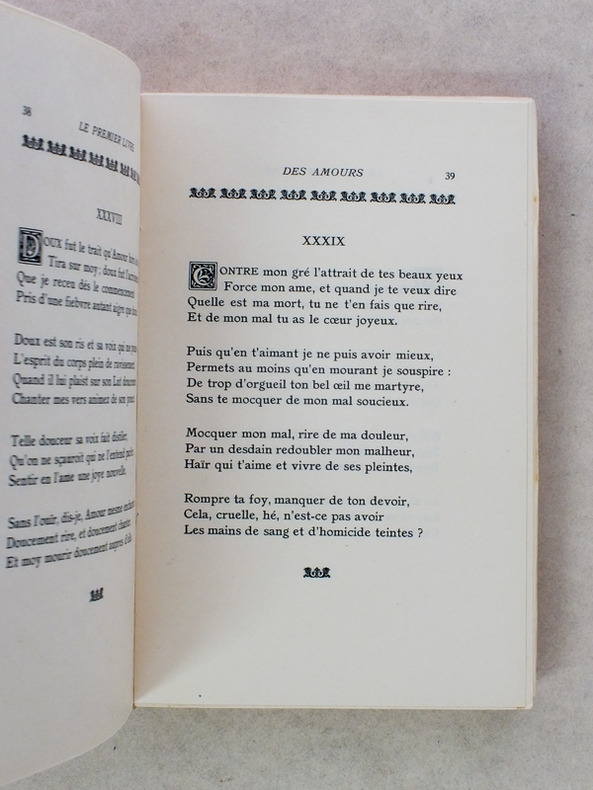 38
LE PREMIER LIVRE
XXXVIII
DOUX fut le trait qu'Amour hors
Tira sur moy ; doux fut
Que je receu dés le commencement
Pris d'une fiebvre autant aigre que
Doux est son ris et sa voix qui
L'esprit du corps plein de ravissement
Quand il lui plaist sur son Lut
Chanter mes vers animez de son
Telle douceur sa voix fait distiler,
Qu'on ne sçauroit qui ne l'entend
Sentir en l'ame une joye nouvelle.
Sans l'ouir, dis-je, Amour mesme
Doucement rire, et doucement chanter
Et moy mourir doucement aupres d'elle
DES AMOURS
39
XXXIX
CONTRE mon gré l'attrait de tes beaux yeux
Force mon ame, et quand je te veux dire
Quelle est ma mort, tu ne t'en fais que rire,
Et de mon mal tu as le cœur joyeux.
Puis qu'en t'aimant je ne puis avoir mieux,
Permets au moins qu'en mourant je souspire :
De trop d'orgueil ton bel œil me martyre,
Sans te mocquer de mon mal soucieux.
Mocquer mon mal, rire de ma douleur,
Par un desdain redoubler mon malheur,
Haïr qui t'aime et vivre de ses pleintes,
Rompre ta foy, manquer de ton devoir,
Cela, cruelle, hé, n'est-ce pas avoir
Les mains de sang et d'homicide teintes ?